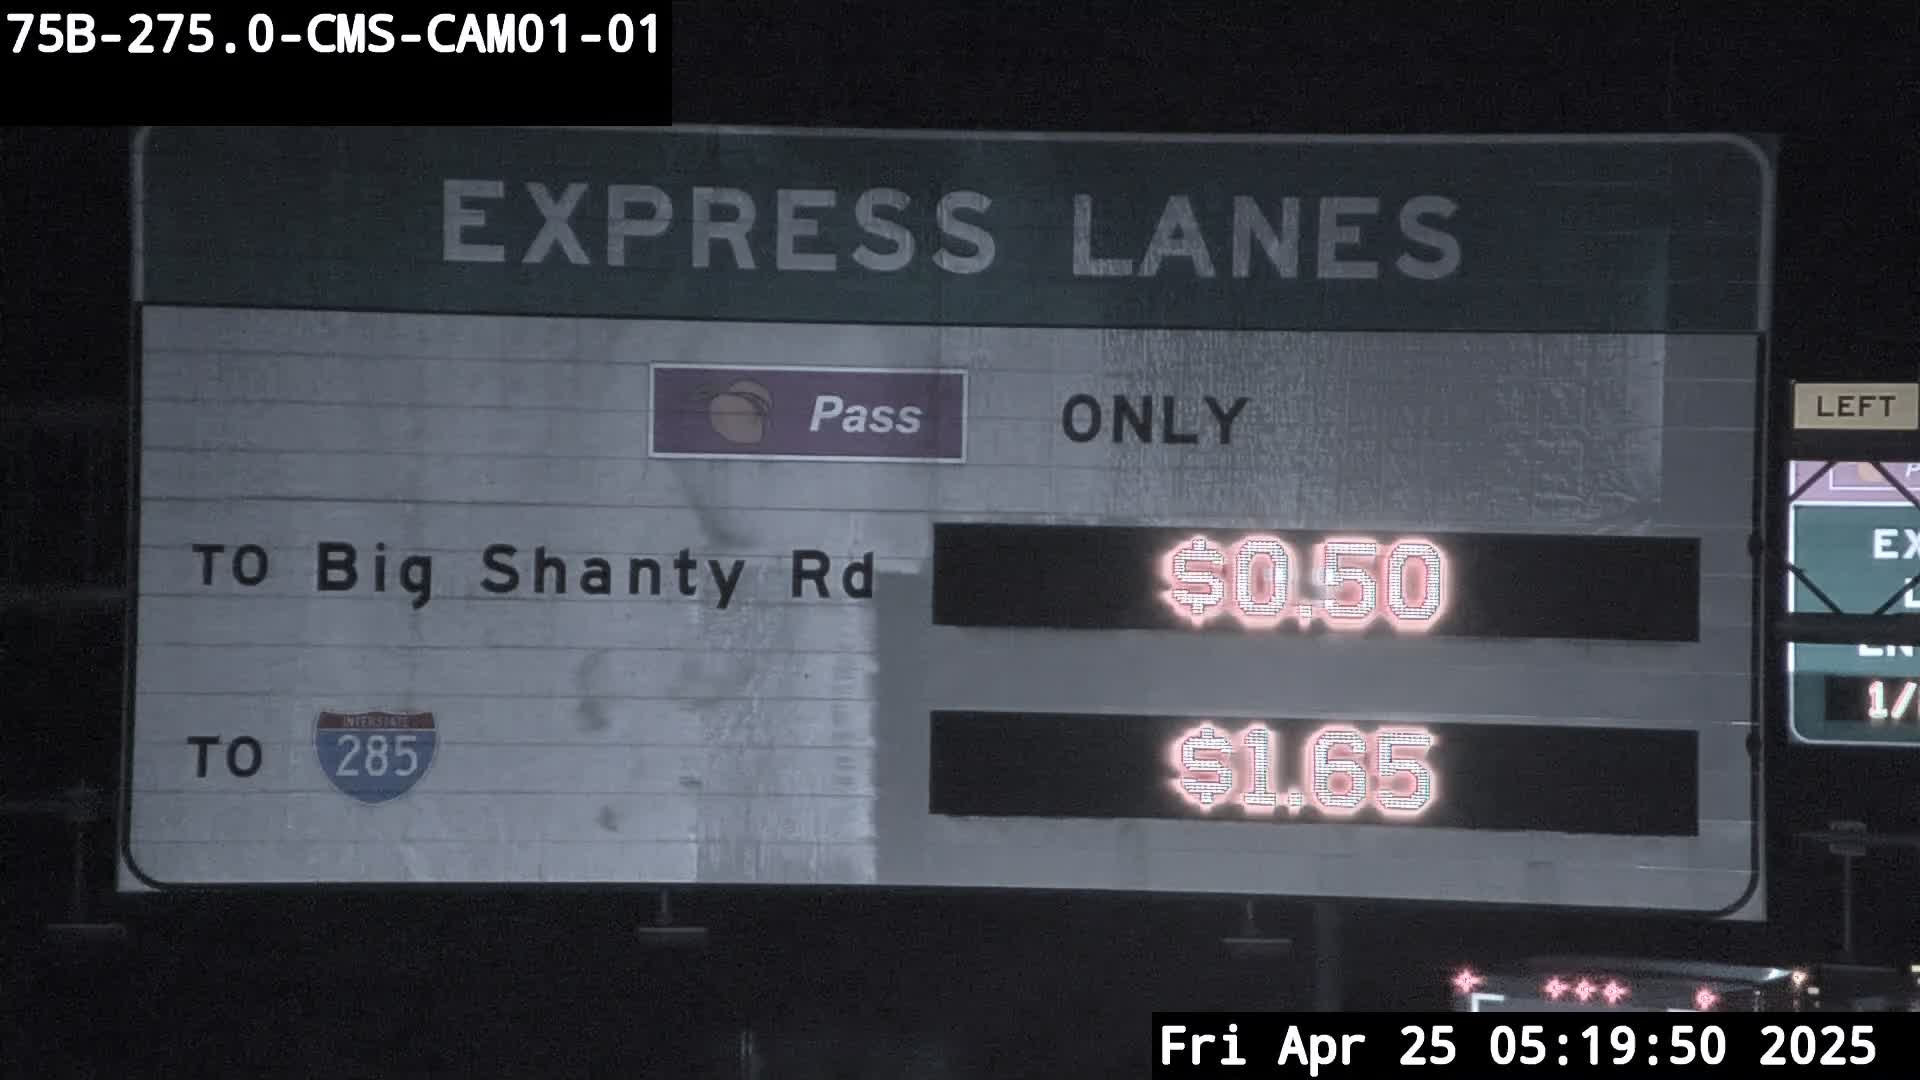 75B-275.0-CMS-CAM01-01
EXPRESS LANES
Pass ONLY
TO Big Shanty Rd $0.50
TO INTERSTATE 285 $1.65
LEFT
Fri Apr 25 05:19:50 2025